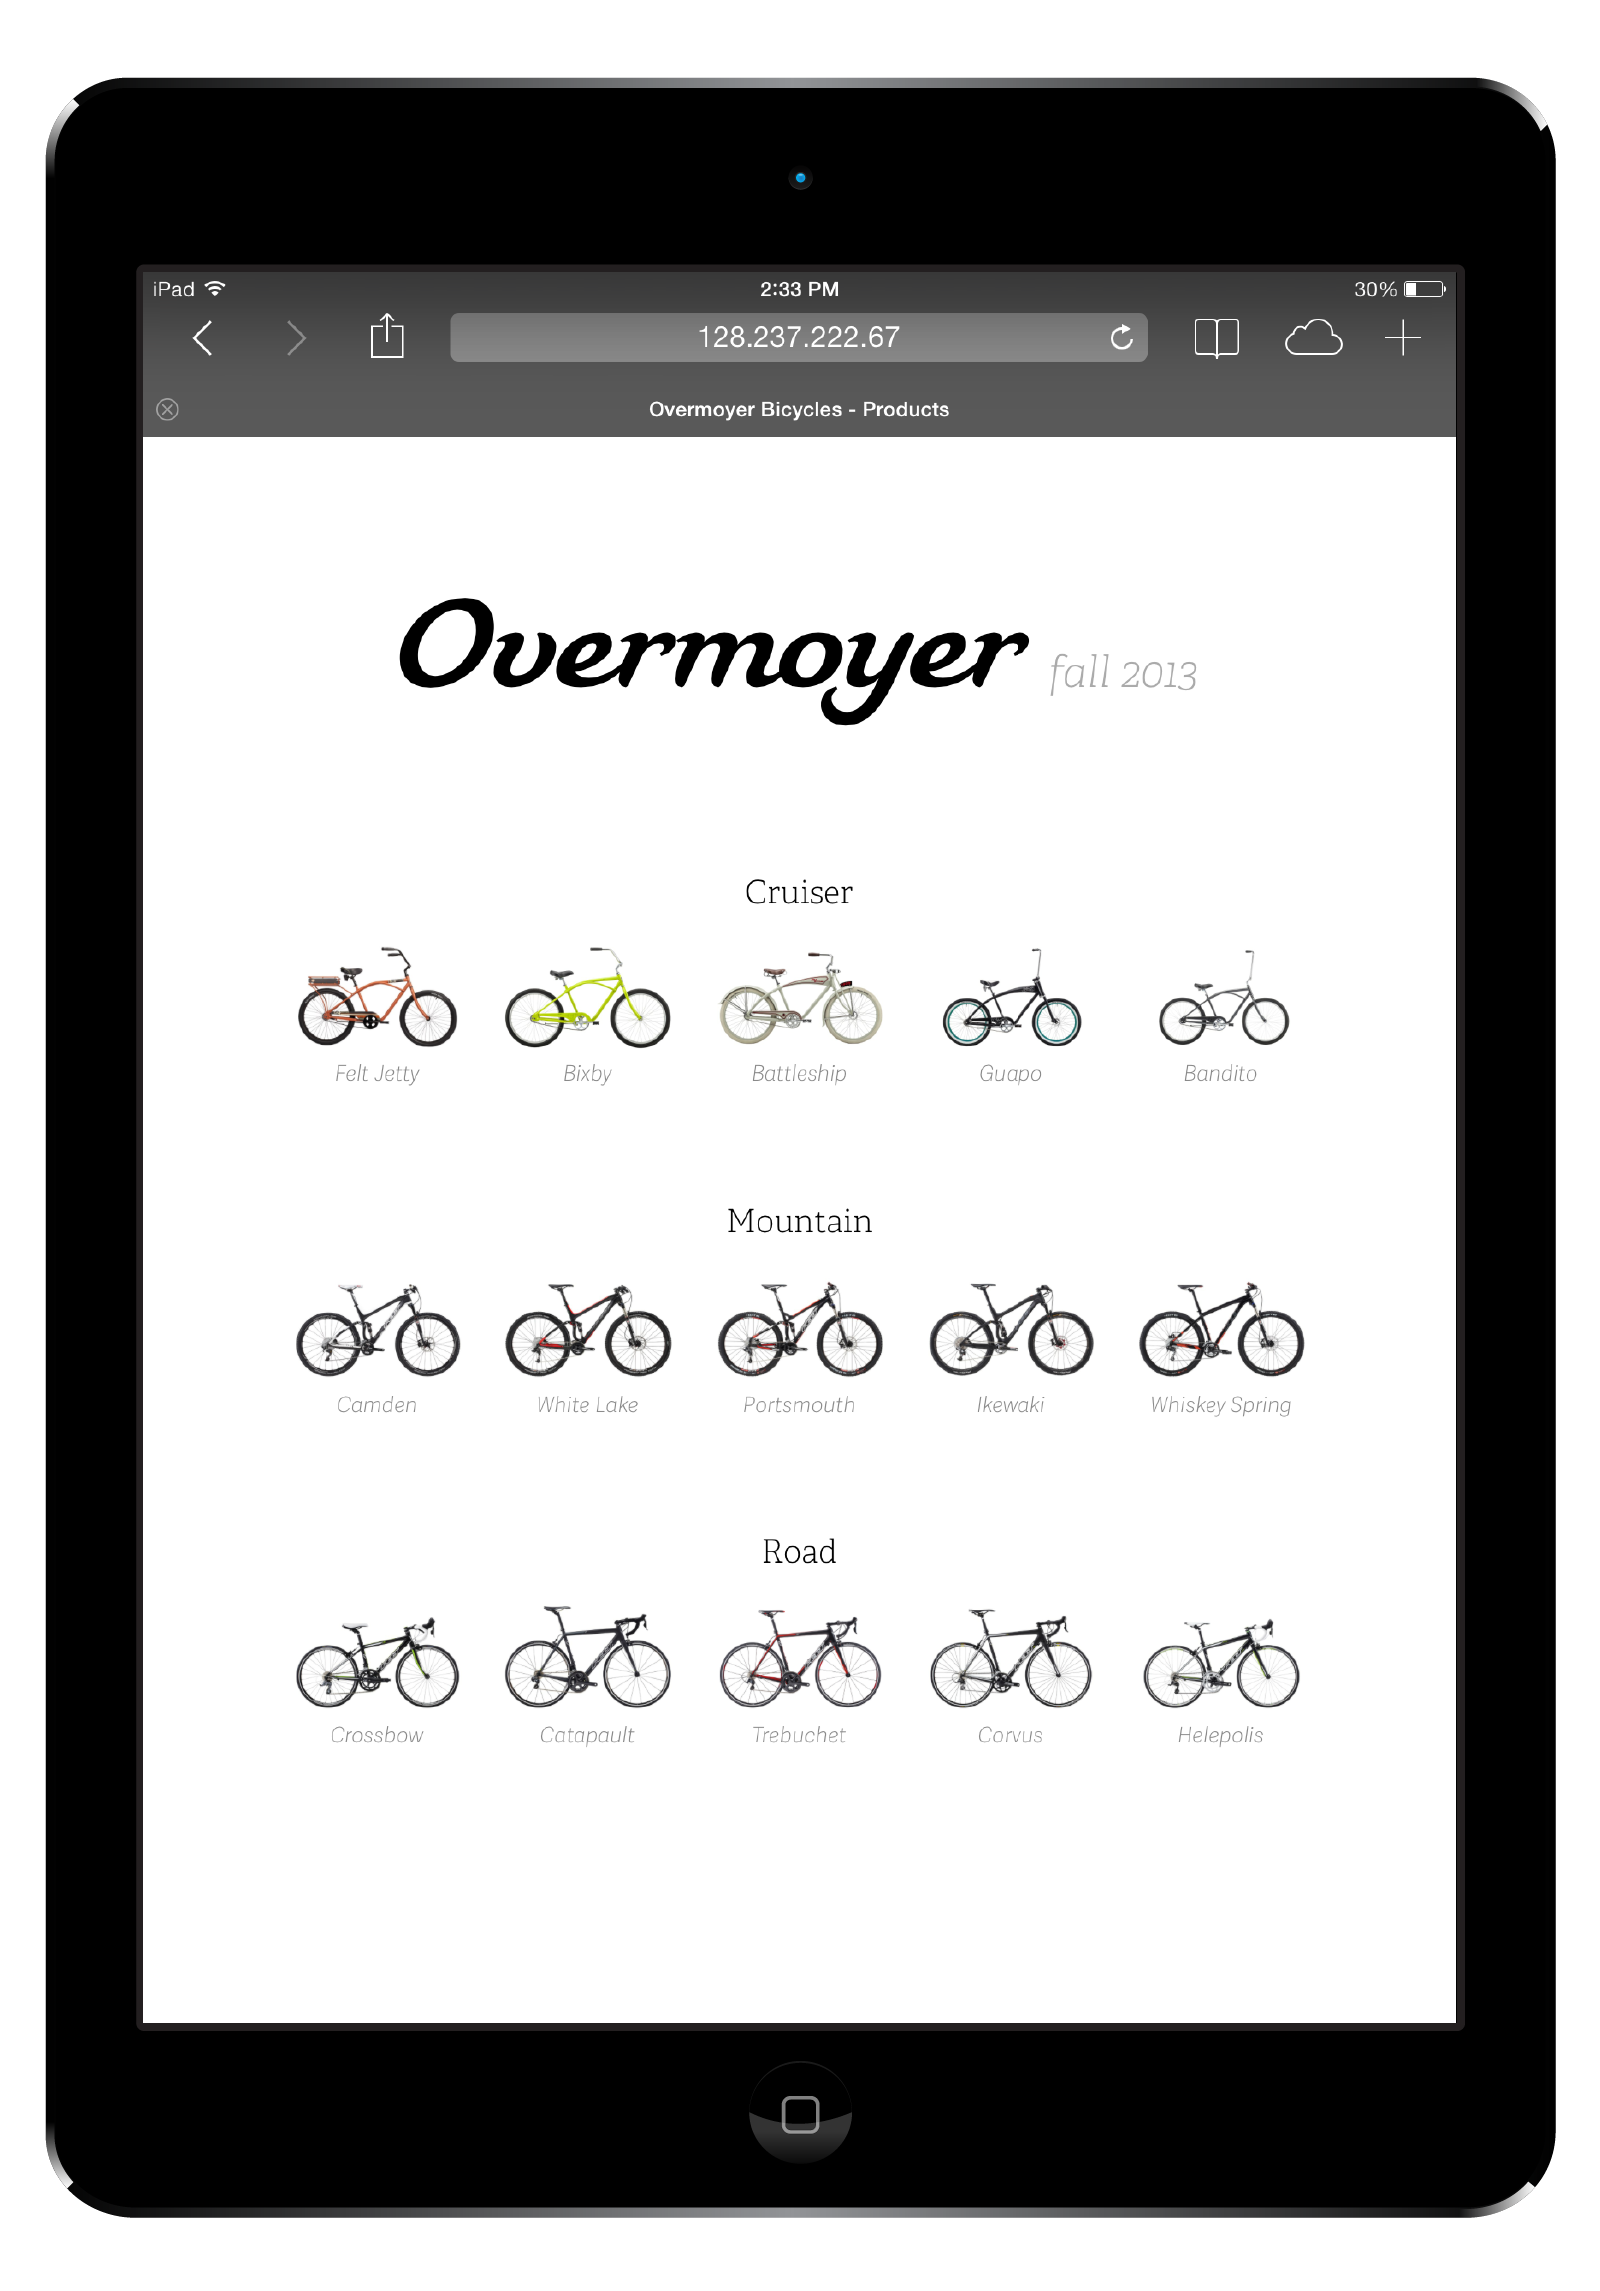 iPad 2:33 PM 30%
128.237.222.67
Overmoyer Bicycles - Products
Overmoyer fall 2013
Cruiser
Felt Jetty Bixby Battleship Guapo Bandito
Mountain
Camden White Lake Portsmouth Ikewaki Whiskey Spring
Road
Crossbow Catapault Trebuchet Corvus Helepolis